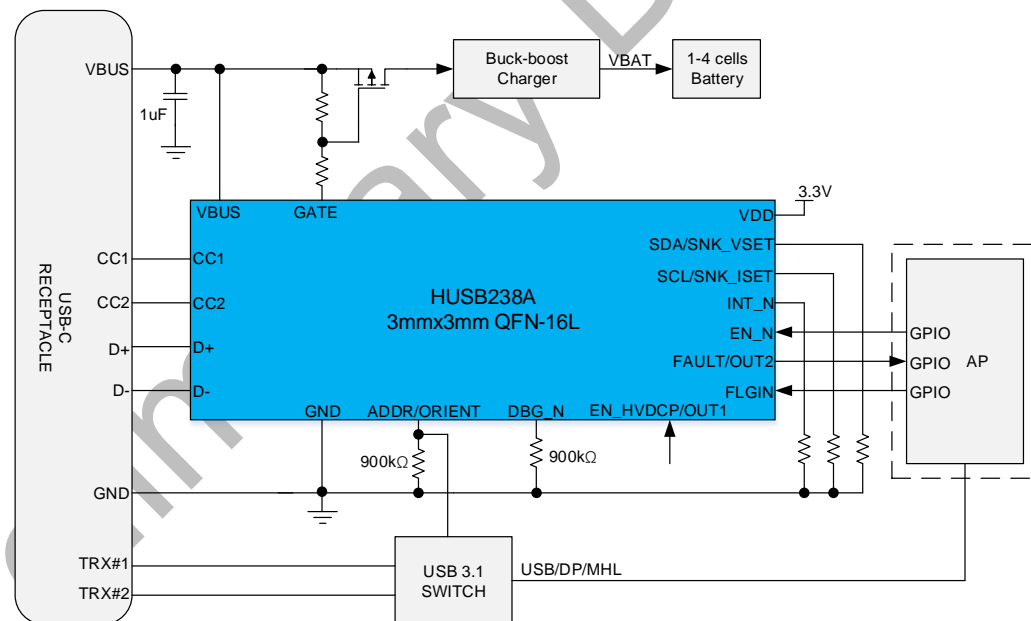 VBUS
1uF
Buck-boost
Charger
VBAT
1-4 cells
Battery
VBUS
GATE
3.3V
VDD
SDA/SNK_VSET
SCL/SNK_ISET
INT_N
EN_N
FAULT/OUT2
FLGIN
CC1
CC1
CC2
CC2
D+
D+
D-
D-
USB-C
RECEPTACLE
HUSB238A
3mmx3mm QFN-16L
GPIO
GPIO
GPIO
AP
GND
ADDR/ORIENT
DBG_N
EN_HVDCP/OUT1
900kΩ
900kΩ
GND
TRX#1
TRX#2
USB 3.1
SWITCH
USB/DP/MHL